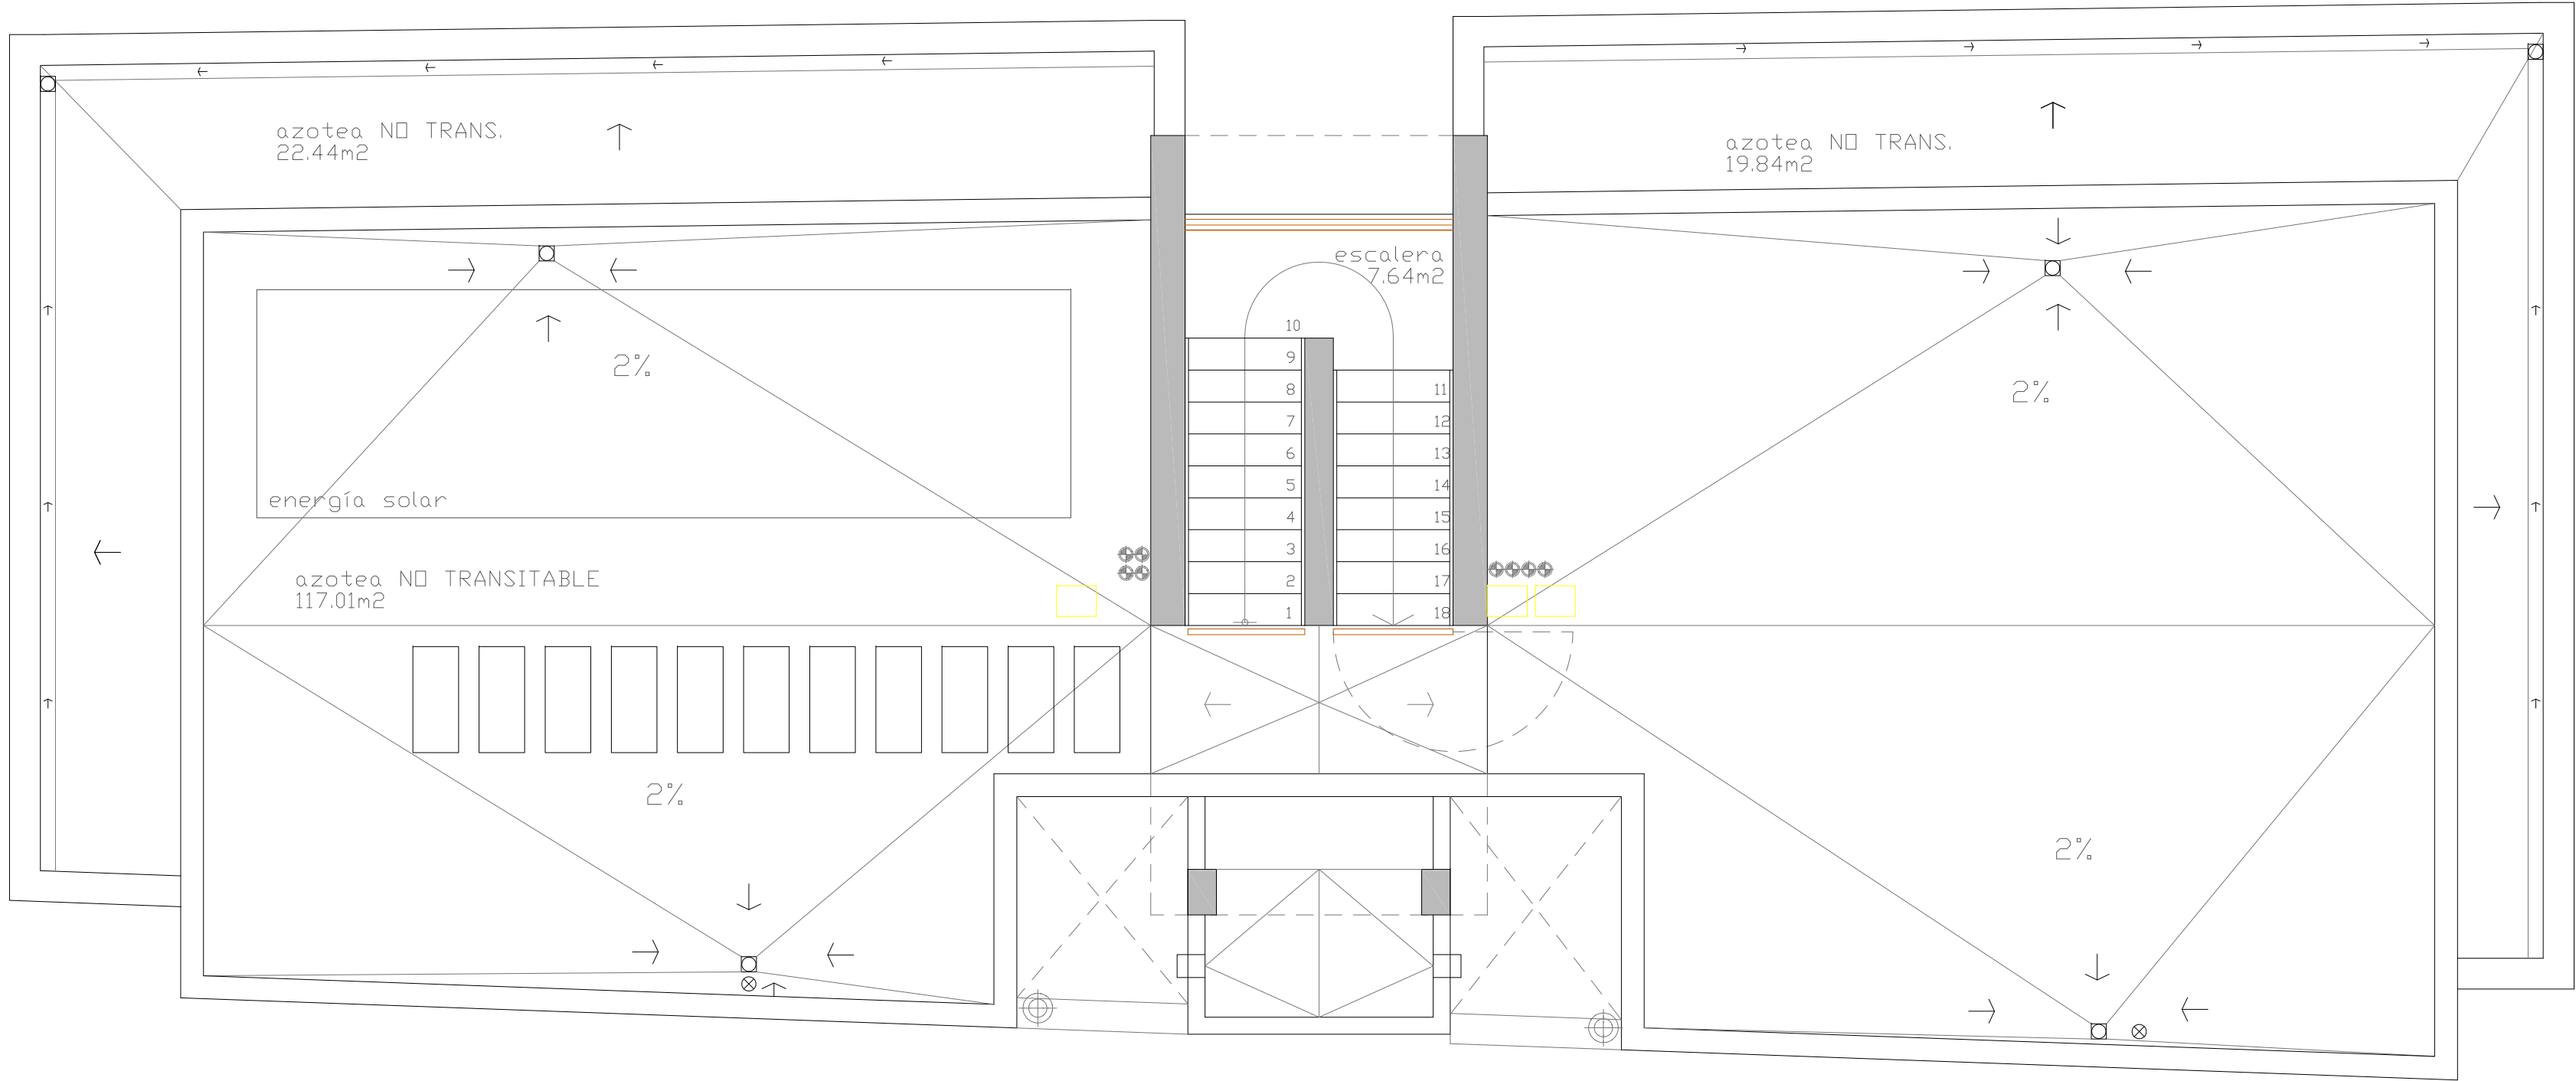 azotea NO TRANS.
22.44m2
azotea NO TRANS.
19.84m2
escalera
7.64m2
10
9
8
7
6
5
4
3
2
1
11
12
13
14
15
16
17
18
2%
2%
energía solar
azotea NO TRANSITABLE
117.01m2
2%
2%